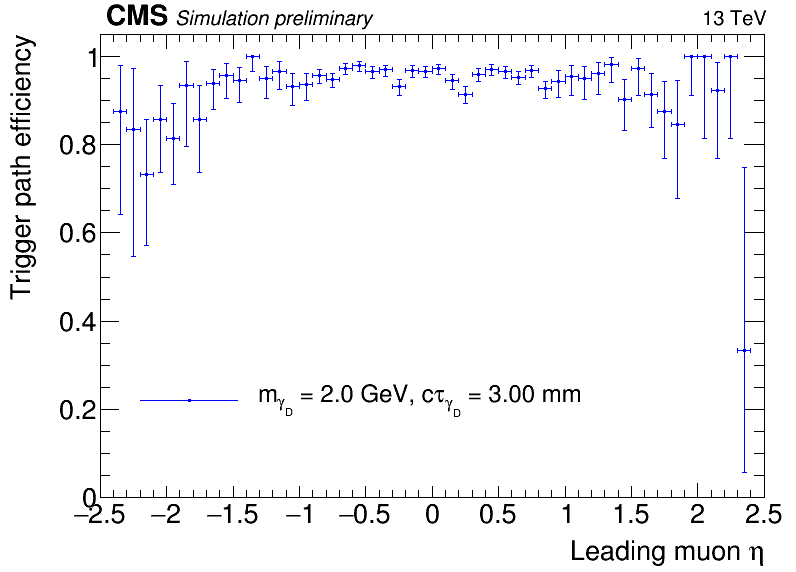 CMS Simulation preliminary 13 TeV
Trigger path efficiency
1
0.8
0.6
0.4
0.2
0
m_γ_D = 2.0 GeV, cτ_γ_D = 3.00 mm
−2.5 −2 −1.5 −1 −0.5 0 0.5 1 1.5 2 2.5
Leading muon η